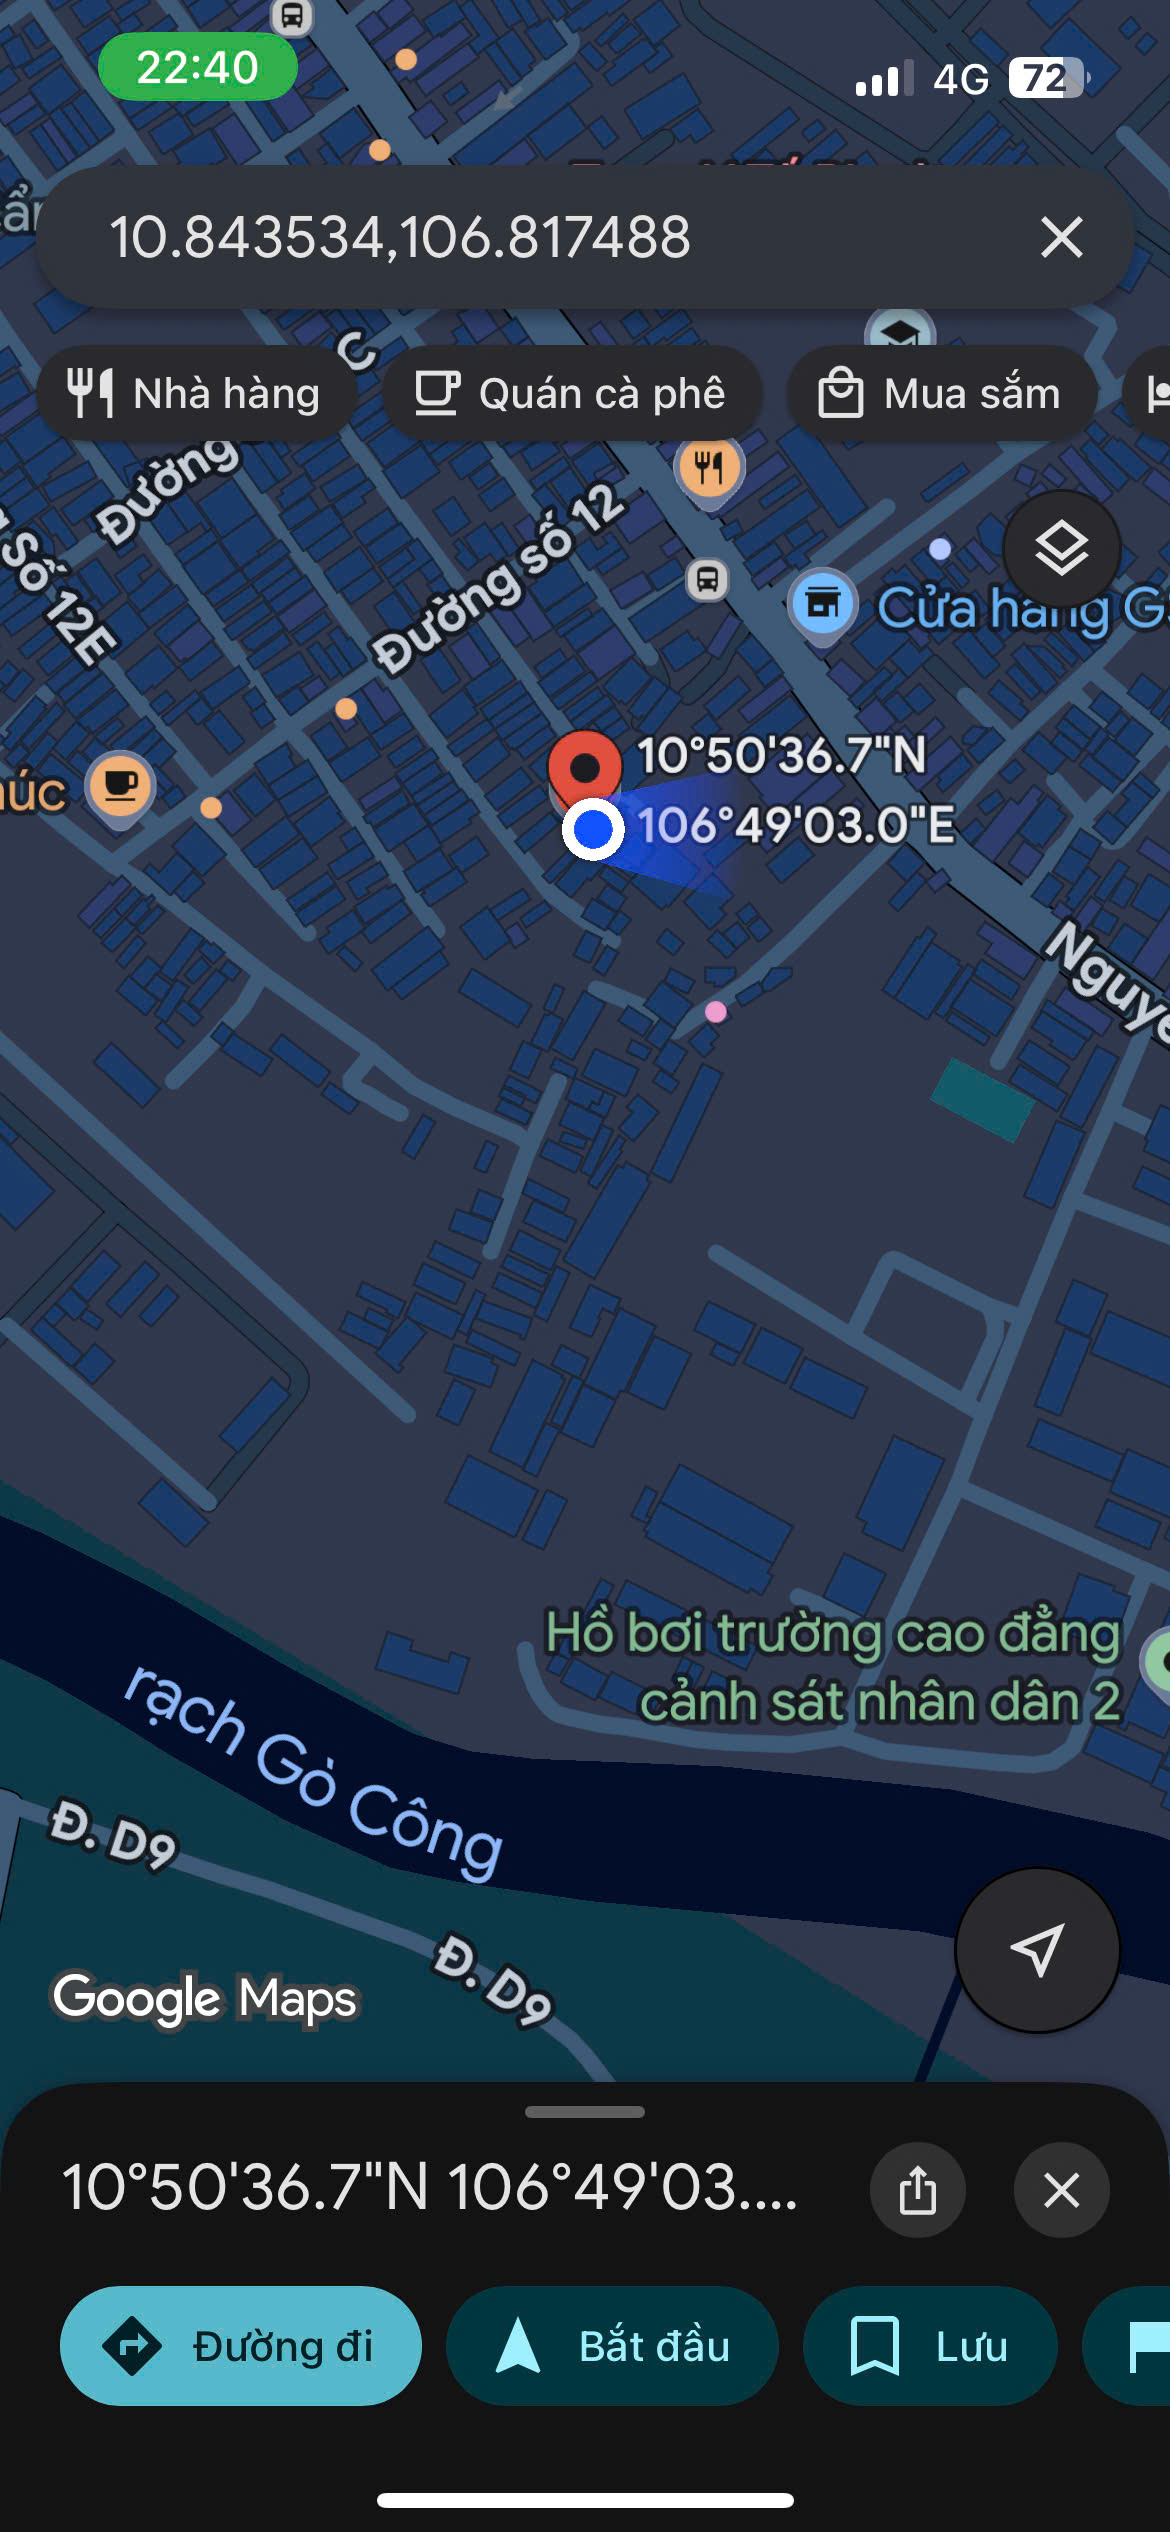 22:40
4G
72
10.843534,106.817488
C
Nhà hàng
Quán cà phê
Mua sắm
Đường
Số 12E
Đường số 12
Cửa hàng
10°50'36.7"N
106°49'03.0"E
Hồ bơi trường cao đẳng
cảnh sát nhân dân 2
rạch Gò Công
Đ. D9
Đ. D9
Google Maps
10°50'36.7"N 106°49'03....
Đường đi
Bắt đầu
Lưu